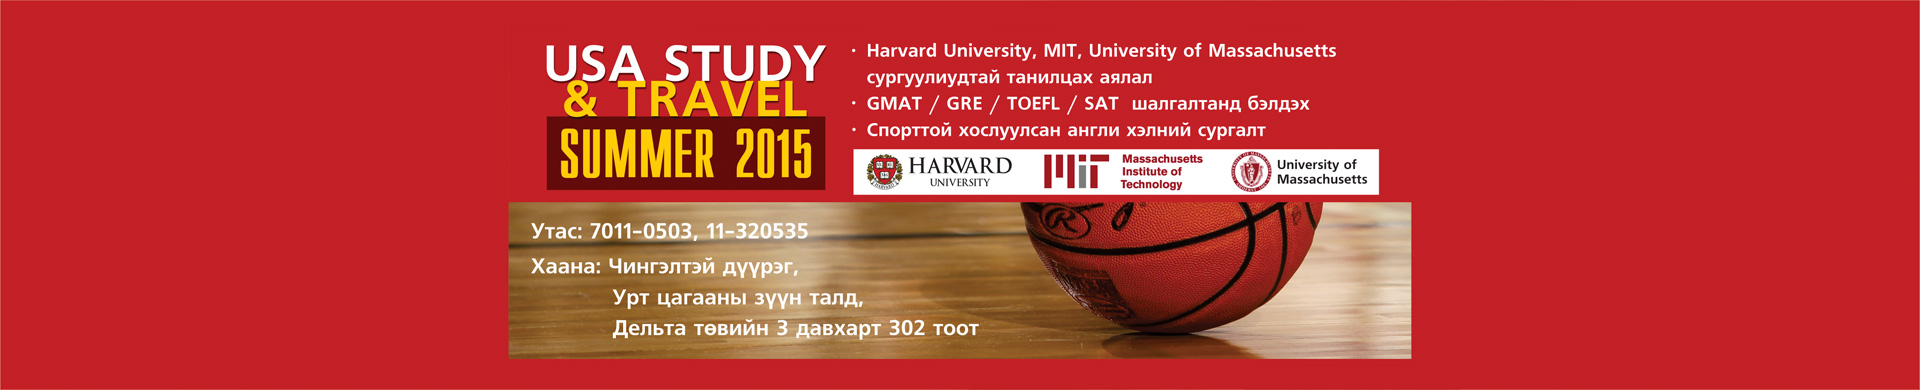 USA STUDY
& TRAVEL
SUMMER 2015
· Harvard University, MIT, University of Massachusetts
сургуулиудтай танилцах аялал
· GMAT / GRE / TOEFL / SAT шалгалтанд бэлдэх
· Спорттой хослуулсан англи хэлний сургалт
HARVARD
UNIVERSITY
MIT
Massachusetts
Institute of
Technology
University of
Massachusetts
Утас: 7011-0503, 11-320535
Хаана: Чингэлтэй дүүрэг,
Урт цагааны зүүн талд,
Дельта төвийн 3 давхарт 302 тоот